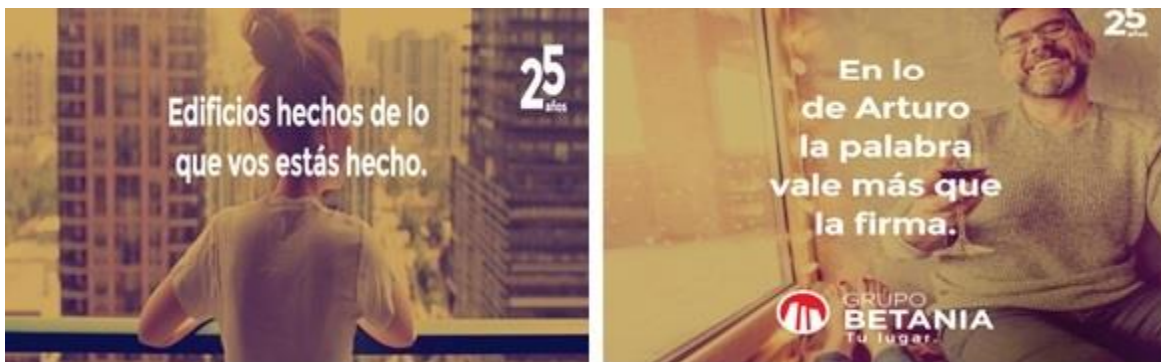 Edificios hechos de lo
que vos estás hecho.
25
años
25
años
En lo
de Arturo
la palabra
vale más que
la firma.
GRUPO
BETANIA
Tu lugar.